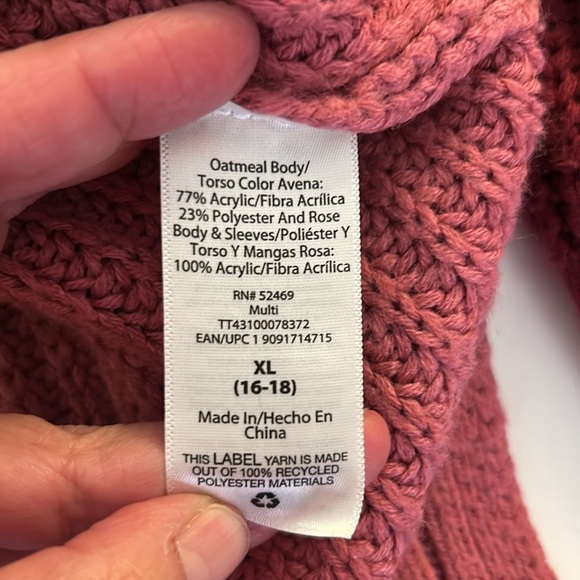 Oatmeal Body/
Torso Color Avena:
77% Acrylic/Fibra Acrílica
23% Polyester And Rose
Body & Sleeves/Poliéster Y
Torso Y Mangas Rosa:
100% Acrylic/Fibra Acrílica
RN# 52469
Multi
TT43100078372
EAN/UPC 1 9091714715
XL
(16-18)
Made In/Hecho En
China
THIS LABEL YARN IS MADE
OUT OF 100% RECYCLED
POLYESTER MATERIALS